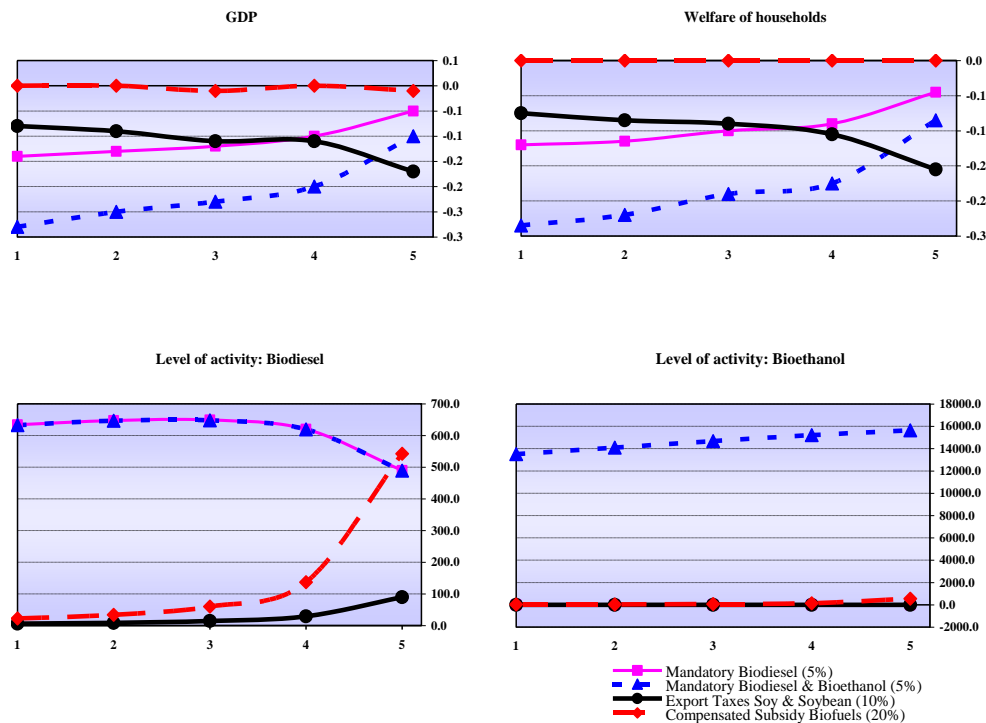 GDP
0.1
0.0
-0.1
-0.1
-0.2
-0.2
-0.3
-0.3
1 2 3 4 5
Welfare of households
0.0
-0.1
-0.1
-0.2
-0.2
-0.3
1 2 3 4 5
Level of activity: Biodiesel
700.0
600.0
500.0
400.0
300.0
200.0
100.0
0.0
1 2 3 4 5
Level of activity: Bioethanol
18000.0
16000.0
14000.0
12000.0
10000.0
8000.0
6000.0
4000.0
2000.0
0.0
-2000.0
1 2 3 4 5
Mandatory Biodiesel (5%)
Mandatory Biodiesel & Bioethanol (5%)
Export Taxes Soy & Soybean (10%)
Compensated Subsidy Biofuels (20%)